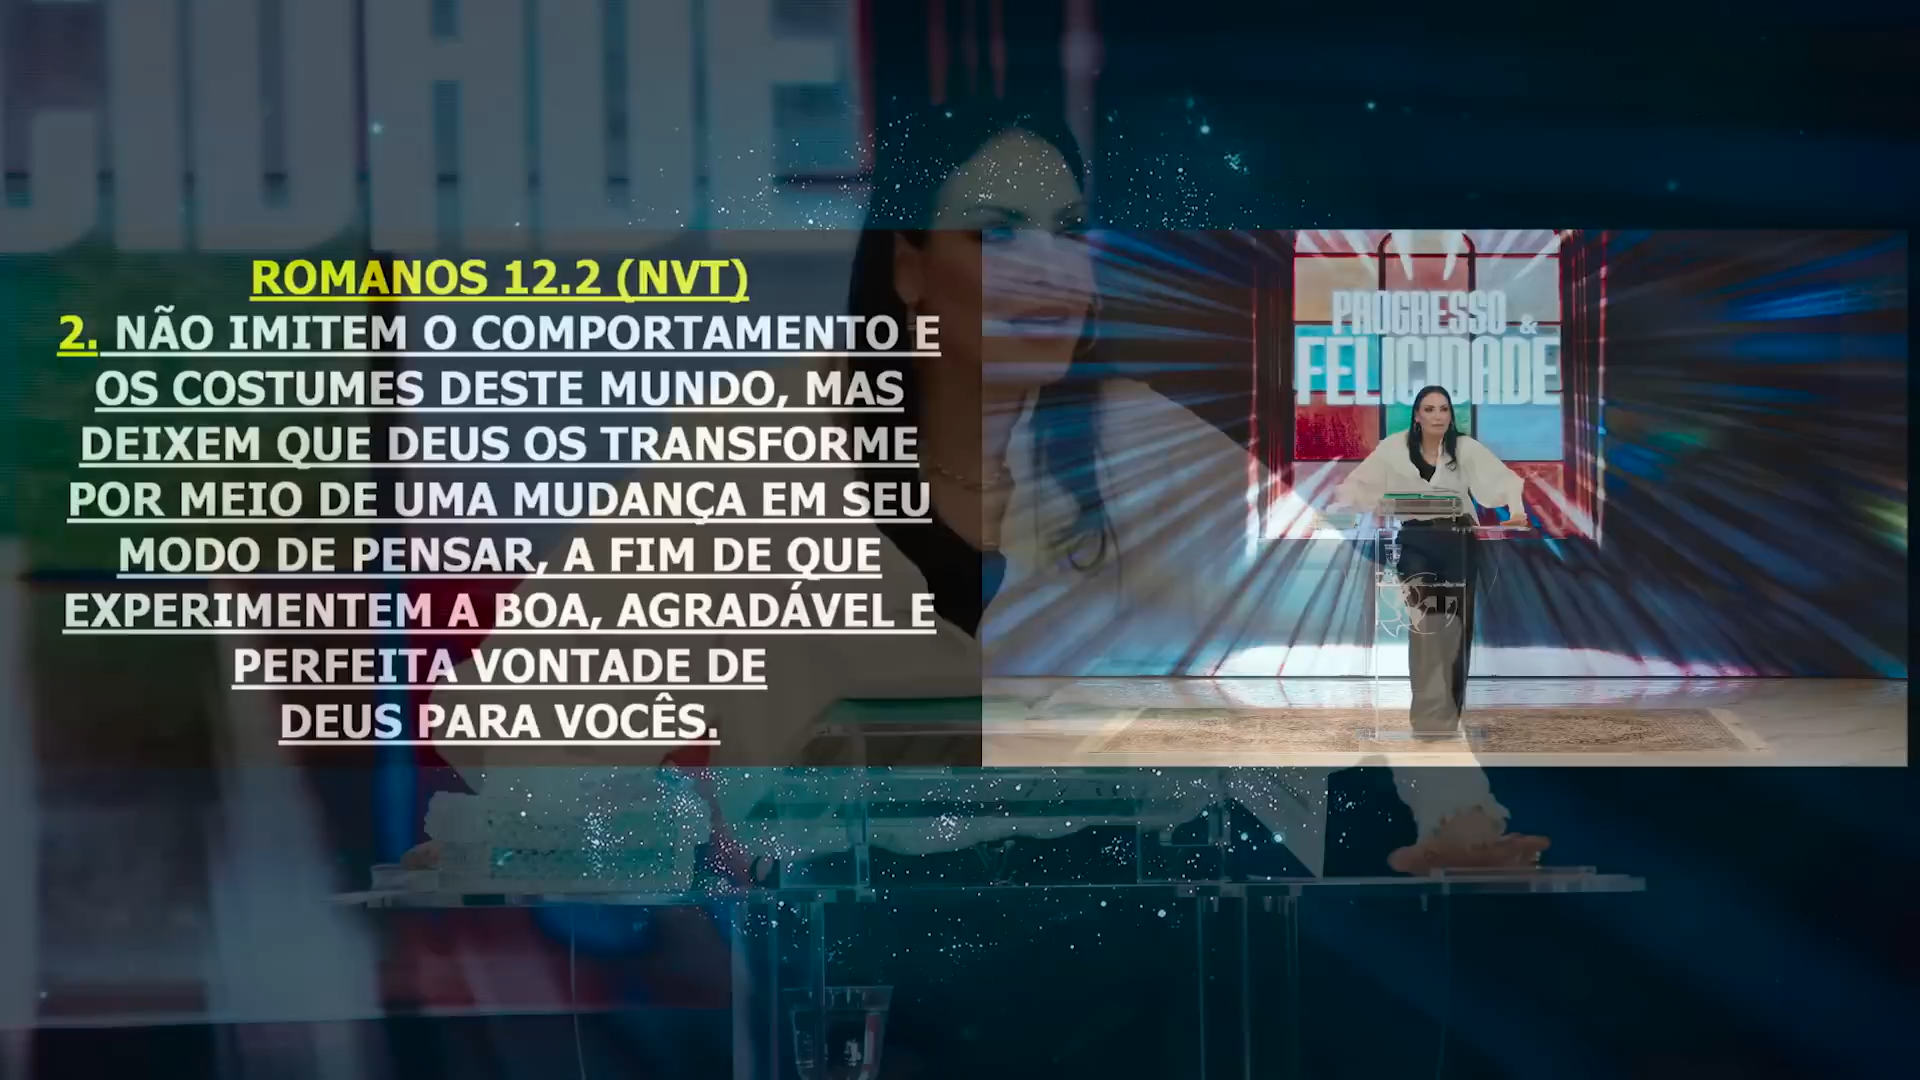 ROMANOS 12.2 (NVT)
2. NÃO IMITEM O COMPORTAMENTO E
OS COSTUMES DESTE MUNDO, MAS
DEIXEM QUE DEUS OS TRANSFORME
POR MEIO DE UMA MUDANÇA EM SEU
MODO DE PENSAR, A FIM DE QUE
EXPERIMENTEM A BOA, AGRADÁVEL E
PERFEITA VONTADE DE
DEUS PARA VOCÊS.
PROGRESSO &
FELICIDADE